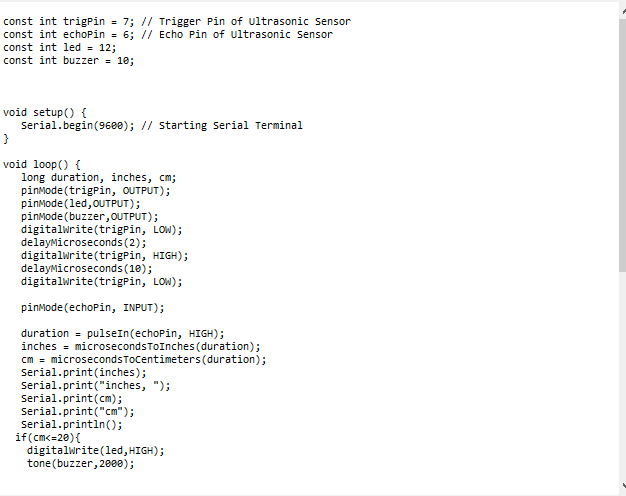 const int trigPin = 7; // Trigger Pin of Ultrasonic Sensor
const int echoPin = 6; // Echo Pin of Ultrasonic Sensor
const int led = 12;
const int buzzer = 10;
void setup() {
Serial.begin(9600); // Starting Serial Terminal
}
void loop() {
long duration, inches, cm;
pinMode(trigPin, OUTPUT);
pinMode(led,OUTPUT);
pinMode(buzzer,OUTPUT);
digitalWrite(trigPin, LOW);
delayMicroseconds(2);
digitalWrite(trigPin, HIGH);
delayMicroseconds(10);
digitalWrite(trigPin, LOW);
pinMode(echoPin, INPUT);
duration = pulseIn(echoPin, HIGH);
inches = microsecondsToInches(duration);
cm = microsecondsToCentimeters(duration);
Serial.print(inches);
Serial.print("inches, ");
Serial.print(cm);
Serial.print("cm");
Serial.println();
if(cm<=20){
digitalWrite(led,HIGH);
tone(buzzer,2000);